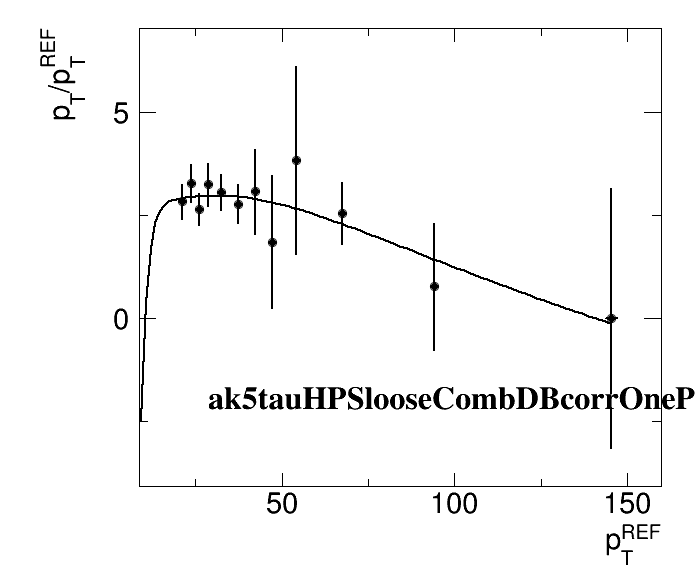 p_T/p_T^REF
5
0
ak5tauHPSlooseCombDBcorrOneP
50 100 150
p_T^REF